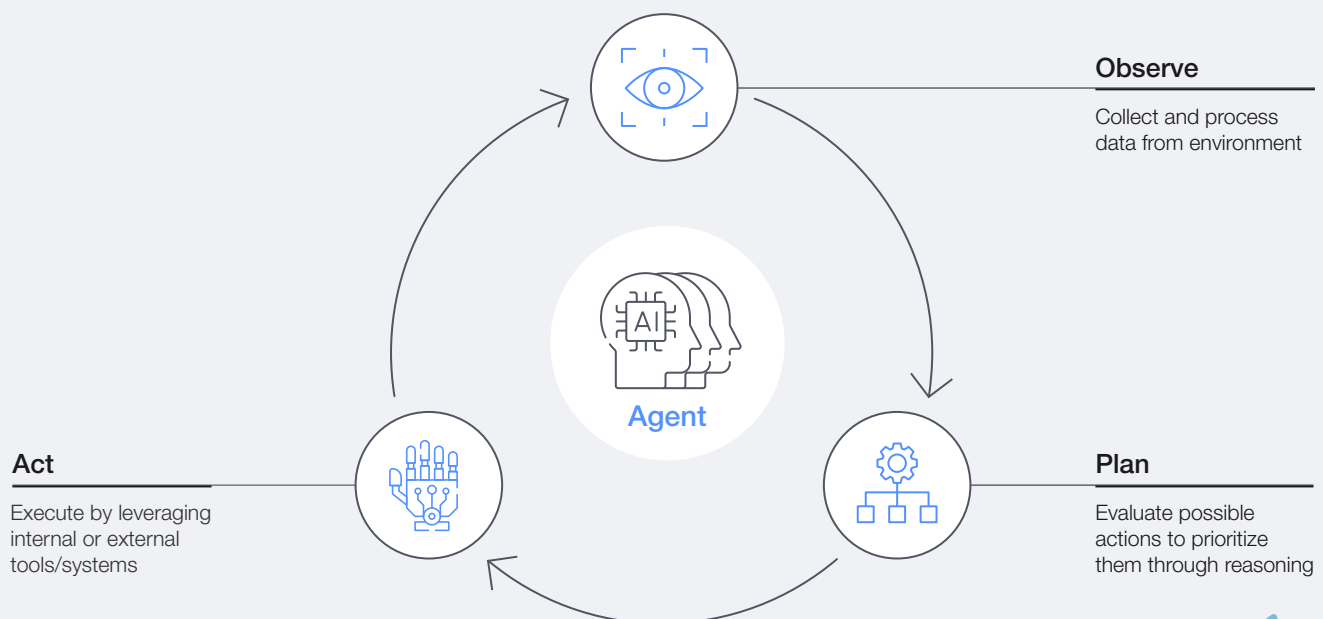 Observe
Collect and process
data from environment
AI
Agent
Act
Execute by leveraging
internal or external
tools/systems
Plan
Evaluate possible
actions to prioritize
them through reasoning